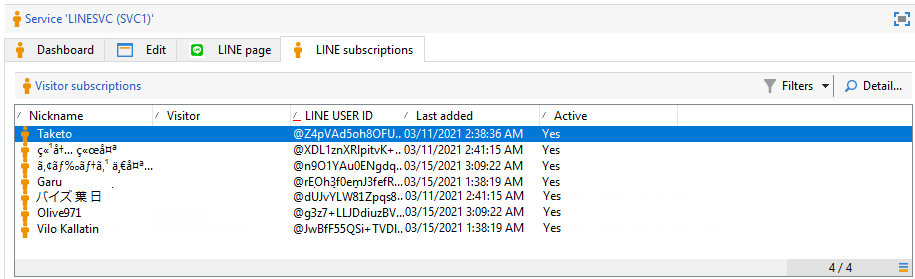 Service 'LINESVC (SVC1)'
Dashboard Edit LINE page LINE subscriptions
Visitor subscriptions Filters Detail...
Nickname Visitor LINE USER ID Last added Active
Taketo @Z4pVAd5oh8OFU... 03/11/2021 2:38:36 AM Yes
ç«¹å†… ç«œå¤ª @XDL1znXRIpitvK+... 03/11/2021 2:41:15 AM Yes
ã‚¢ãƒ‰ãƒ†ã‚¹ ä¸€å¤ª... @n9O1YAu0ENgdq... 03/15/2021 3:09:22 AM Yes
Garu @rEOh3f0emJ3fefR... 03/15/2021 1:38:19 AM Yes
バイズ 葉 日 @dUJvYLW81Zpqs8... 03/11/2021 2:41:15 AM Yes
Olive971 @g3z7+LLJDdiuzBV... 03/15/2021 3:09:22 AM Yes
Vilo Kallatin @JwBfF55QSi+TVDI... 03/15/2021 1:38:19 AM Yes
4 / 4